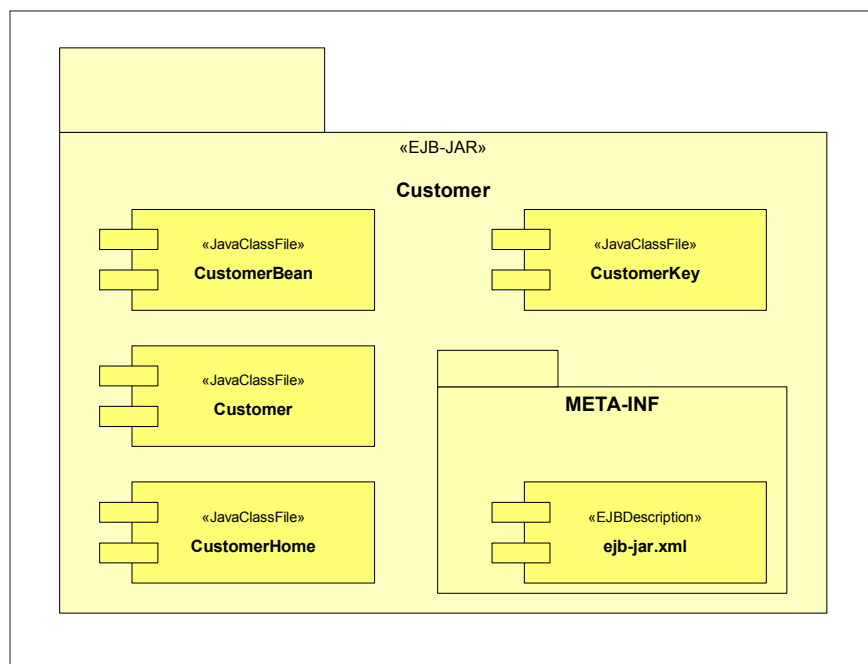 «EJB-JAR»
Customer
«JavaClassFile»
CustomerBean
«JavaClassFile»
CustomerKey
«JavaClassFile»
Customer
META-INF
«JavaClassFile»
CustomerHome
«EJBDescription»
ejb-jar.xml